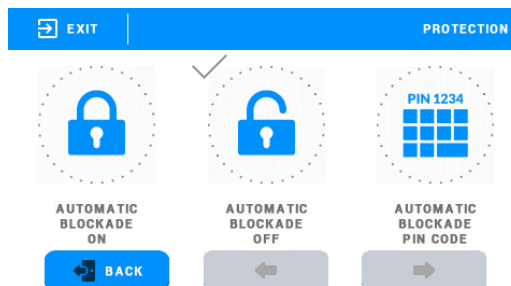 EXIT
PROTECTION
PIN 1234
AUTOMATIC
BLOCKADE
ON
AUTOMATIC
BLOCKADE
OFF
AUTOMATIC
BLOCKADE
PIN CODE
BACK